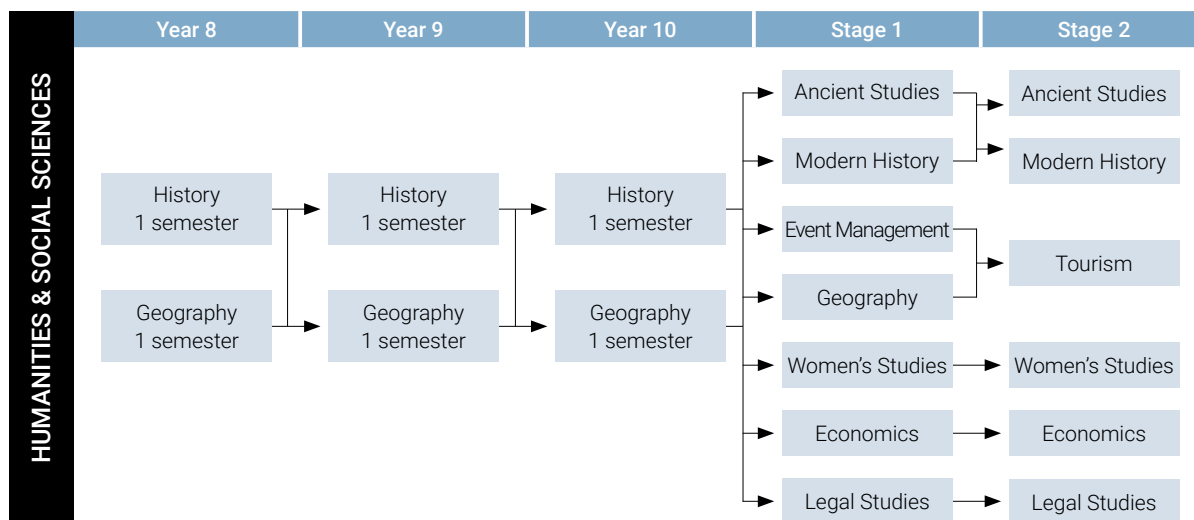 HUMANITIES & SOCIAL SCIENCES
Year 8
Year 9
Year 10
Stage 1
Stage 2
History
1 semester
Geography
1 semester
History
1 semester
Geography
1 semester
History
1 semester
Geography
1 semester
Ancient Studies
Modern History
Event Management
Geography
Women's Studies
Economics
Legal Studies
Ancient Studies
Modern History
Tourism
Women's Studies
Economics
Legal Studies